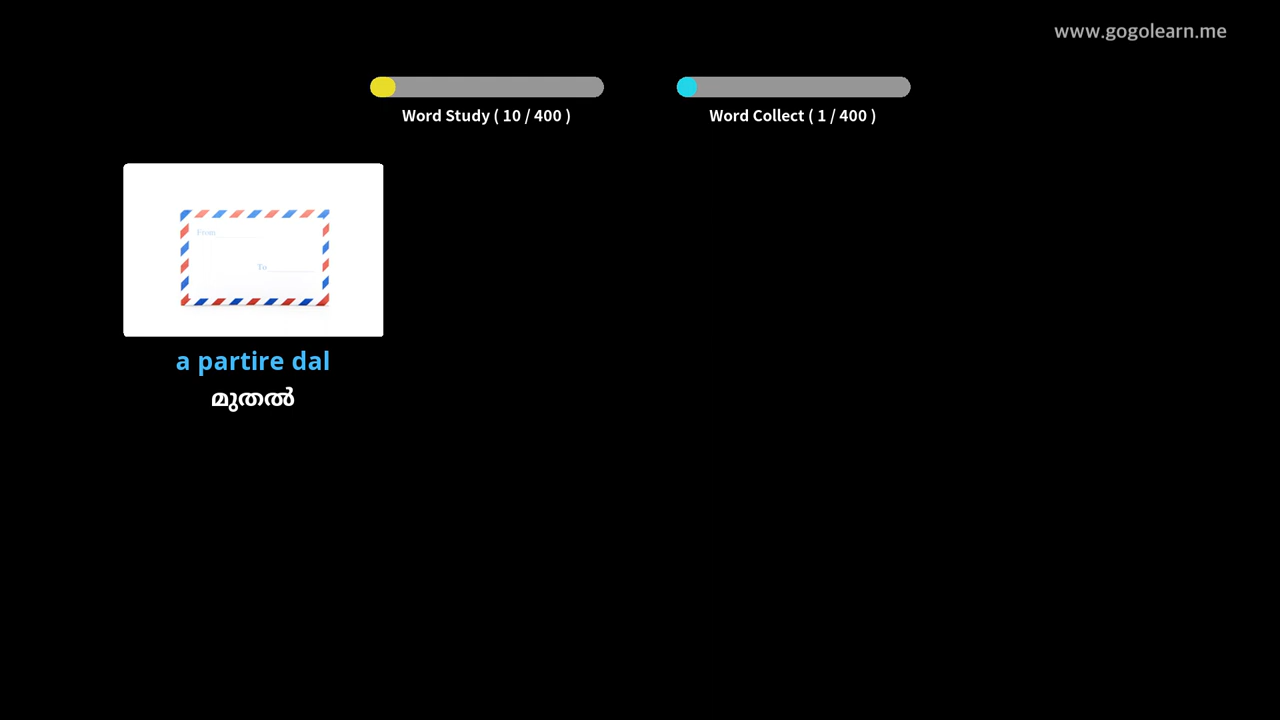 www.gogolearn.me
Word Study ( 10 / 400 )
Word Collect ( 1 / 400 )
From
To
a partire dal
മുതൽ